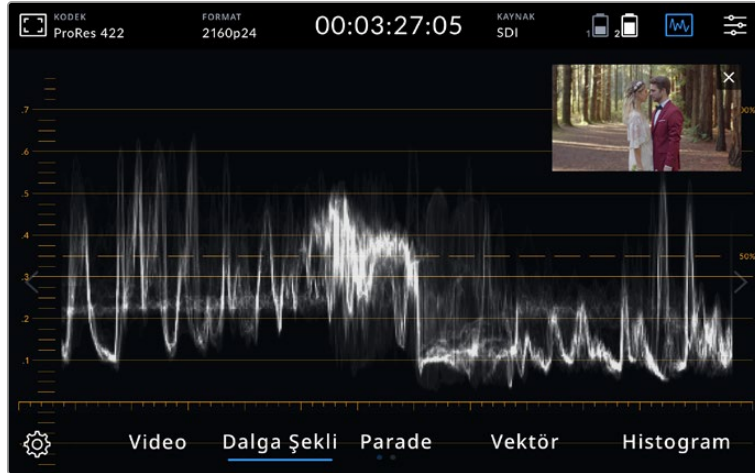 KODEK FORMAT 00:03:27:05 KAYNAK
ProRes 422 2160p24 SDI 1 2
.7
.6
.5
.4
50%
.3
.2
.1
Video Dalga Şekli Parade Vektör Histogram